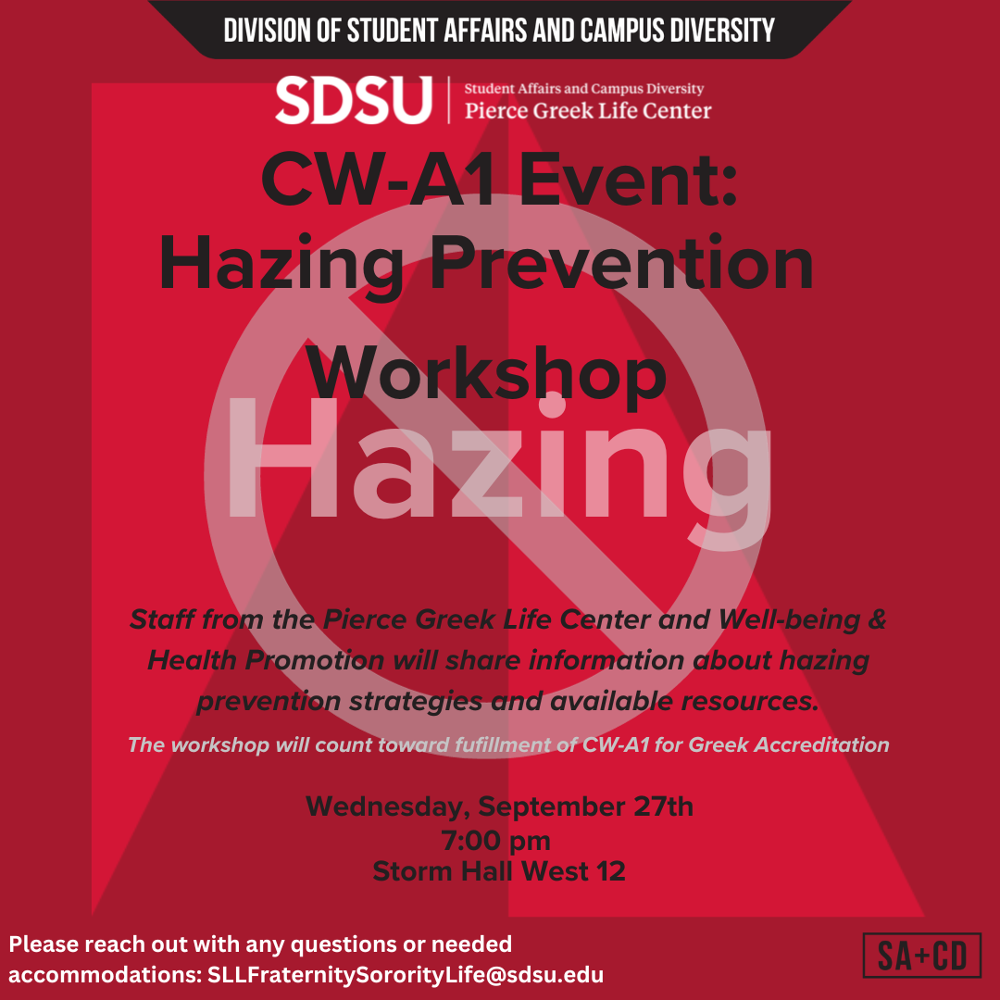 DIVISION OF STUDENT AFFAIRS AND CAMPUS DIVERSITY
SDSU
Student Affairs and Campus Diversity
Pierce Greek Life Center
CW-A1 Event:
Hazing Prevention
Workshop
Hazing
Staff from the Pierce Greek Life Center and Well-being &
Health Promotion will share information about hazing
prevention strategies and available resources.
The workshop will count toward fufillment of CW-A1 for Greek Accreditation
Wednesday, September 27th
7:00 pm
Storm Hall West 12
Please reach out with any questions or needed
accommodations: SLLFraternitySororityLife@sdsu.edu
SA+CD